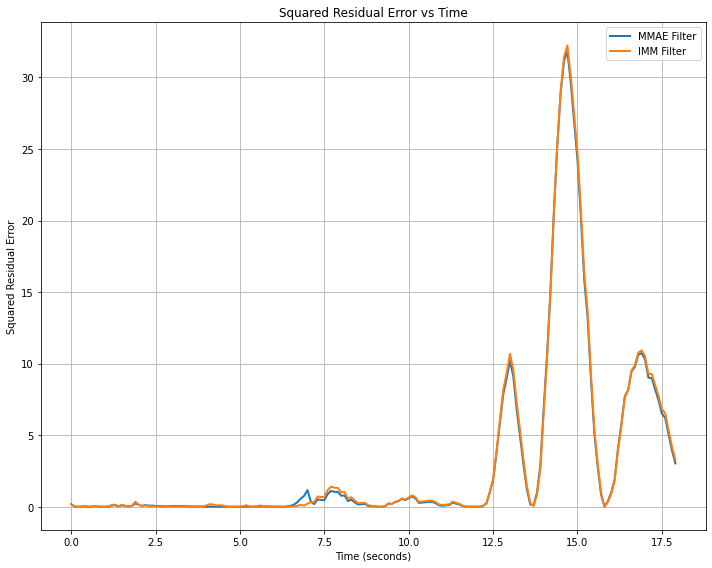 Squared Residual Error vs Time
MMAE Filter
IMM Filter
Squared Residual Error
30
25
20
15
10
5
0
0.0 2.5 5.0 7.5 10.0 12.5 15.0 17.5
Time (seconds)